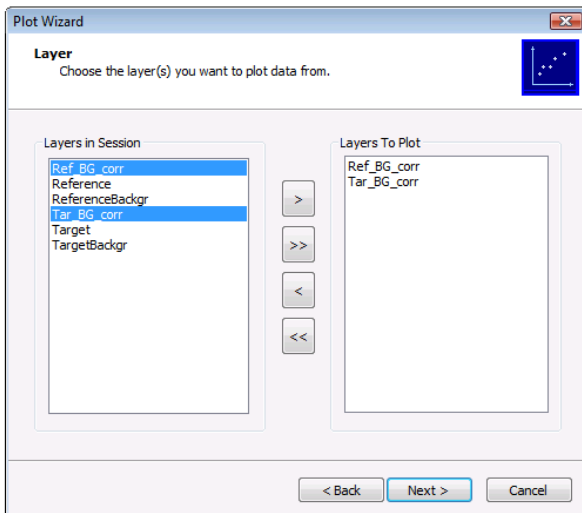 Plot Wizard
Layer
Choose the layer(s) you want to plot data from.
Layers in Session
Ref_BG_corr
Reference
ReferenceBackgr
Tar_BG_corr
Target
TargetBackgr
>
>>
<
<<
Layers To Plot
Ref_BG_corr
Tar_BG_corr
< Back
Next >
Cancel